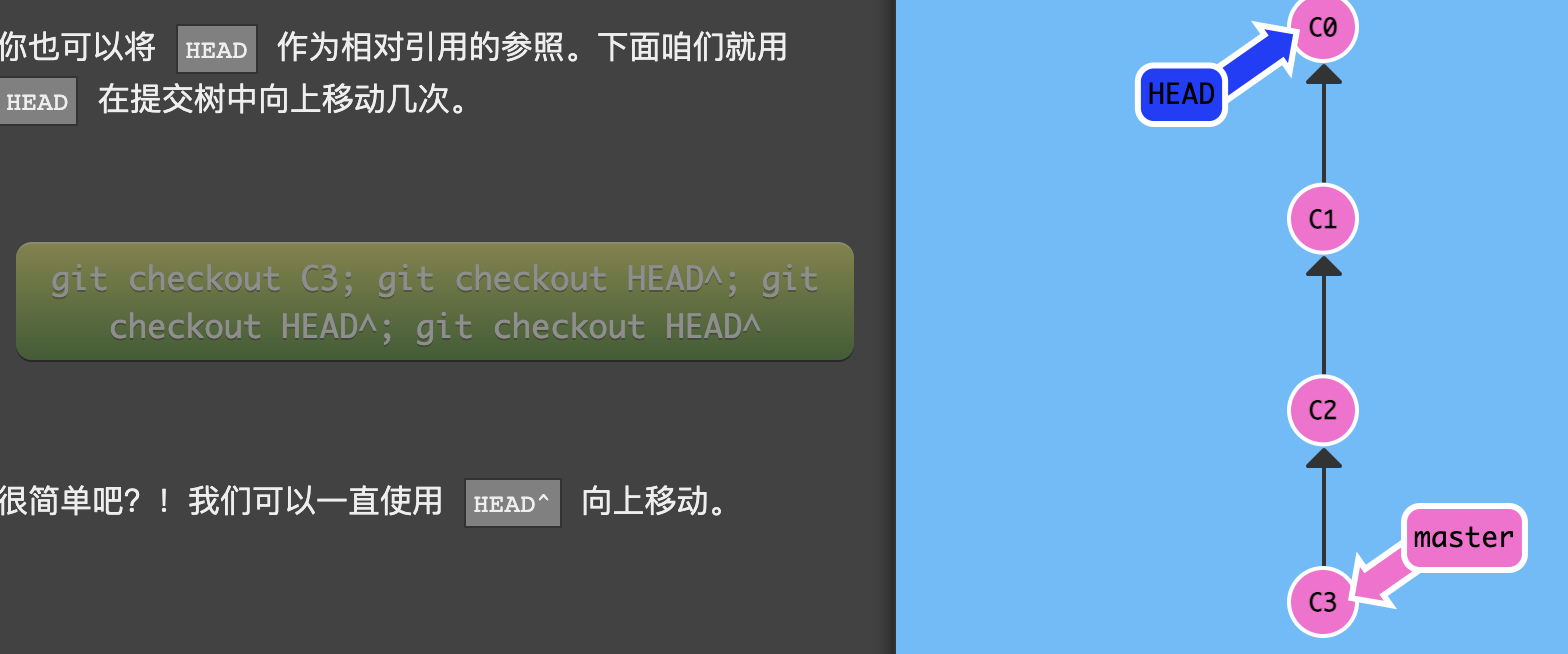 你也可以将 HEAD 作为相对引用的参照。下面咱们就用
HEAD 在提交树中向上移动几次。
git checkout C3; git checkout HEAD^; git
checkout HEAD^; git checkout HEAD^
很简单吧？！我们可以一直使用 HEAD^ 向上移动。
C0
HEAD
C1
C2
master
C3